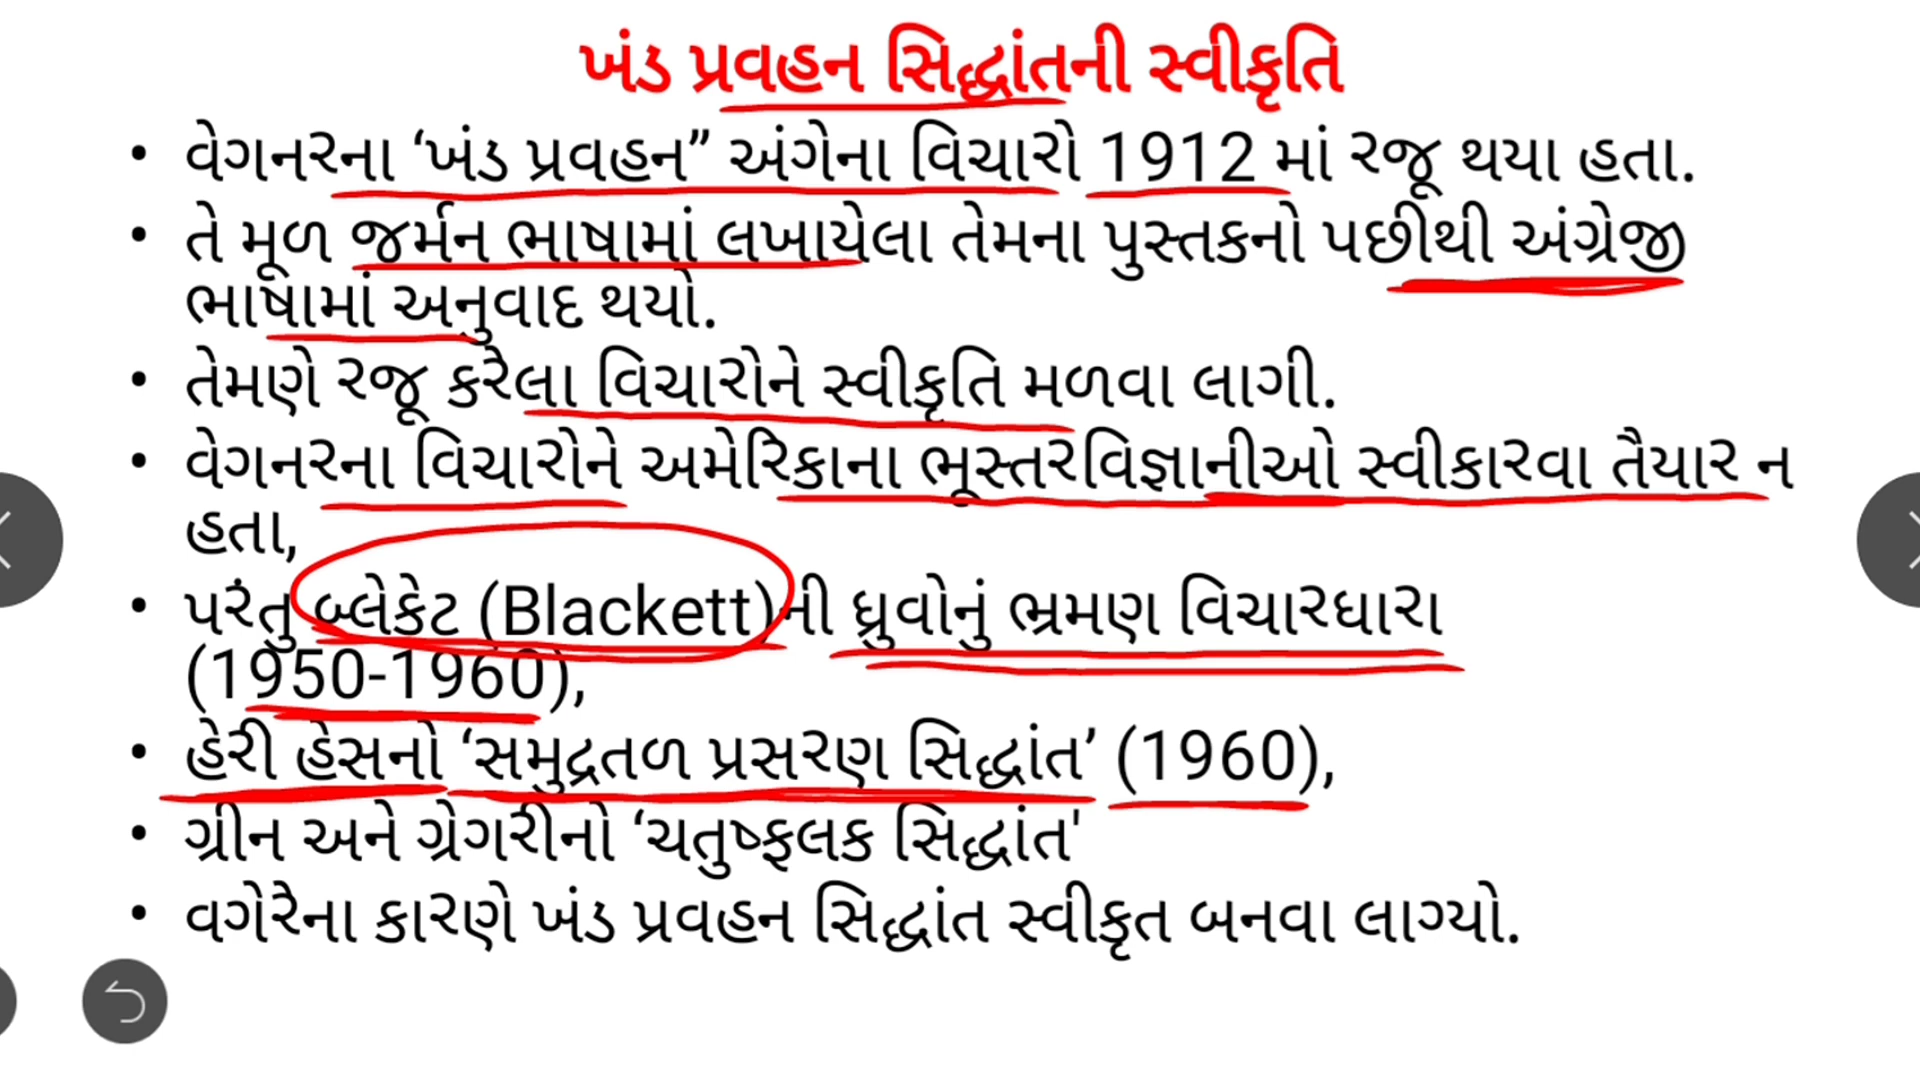 ખંડ પ્રવહન સિદ્ધાંતની સ્વીકૃતિ
• વેગનરના ‘ખંડ પ્રવહન” અંગેના વિચારો 1912 માં રજૂ થયા હતા.
• તે મૂળ જર્મન ભાષામાં લખાયેલા તેમના પુસ્તકનો પછીથી અંગ્રેજી
ભાષામાં અનુવાદ થયો.
• તેમણે રજૂ કરેલા વિચારોને સ્વીકૃતિ મળવા લાગી.
• વેગનરના વિચારોને અમેરિકાના ભૂસ્તરવિજ્ઞાનીઓ સ્વીકારવા તૈયાર ન
હતા,
• પરંતુ બ્લેકેટ (Blackett)ની ધ્રુવોનું ભ્રમણ વિચારધારા
(1950-1960),
• હેરી હેસનો ‘સમુદ્રતળ પ્રસરણ સિદ્ધાંત’ (1960),
• ગ્રીન અને ગ્રેગરીનો ‘ચતુષ્ફલક સિદ્ધાંત'
• વગેરેના કારણે ખંડ પ્રવહન સિદ્ધાંત સ્વીકૃત બનવા લાગ્યો.